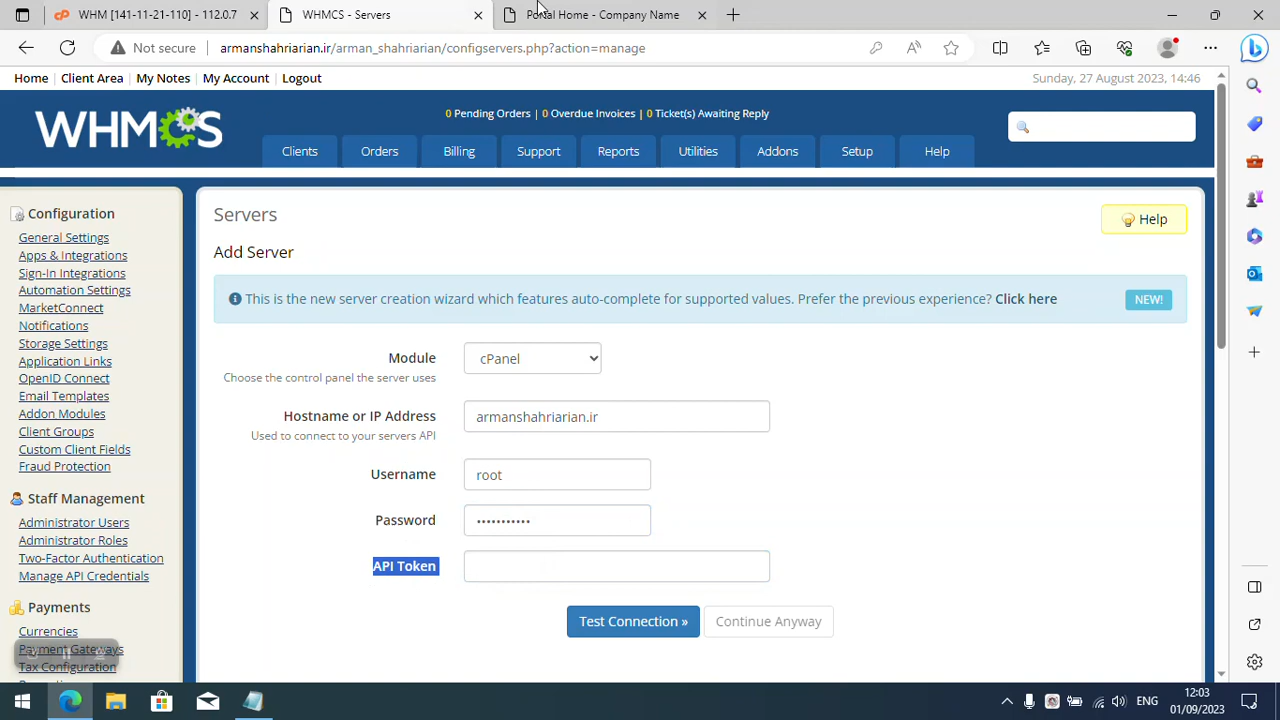 WHM [141-11-21-110] - 112.0.7
WHMCS - Servers
Portal Home - Company Name
Not secure
armanshahriarian.ir/arman_shahriarian/configservers.php?action=manage
Home
Client Area
My Notes
My Account
Logout
Sunday, 27 August 2023, 14:46
WHMCS
0 Pending Orders | 0 Overdue Invoices | 0 Ticket(s) Awaiting Reply
Clients
Orders
Billing
Support
Reports
Utilities
Addons
Setup
Help
Configuration
General Settings
Apps & Integrations
Sign-In Integrations
Automation Settings
MarketConnect
Notifications
Storage Settings
Application Links
OpenID Connect
Email Templates
Addon Modules
Client Groups
Custom Client Fields
Fraud Protection
Staff Management
Administrator Users
Administrator Roles
Two-Factor Authentication
Manage API Credentials
Payments
Currencies
Payment Gateways
Tax Configuration
Servers
Help
Add Server
This is the new server creation wizard which features auto-complete for supported values. Prefer the previous experience? Click here
NEW!
Module
cPanel
Choose the control panel the server uses
Hostname or IP Address
armanshahriarian.ir
Used to connect to your servers API
Username
root
Password
•••••••••••
API Token
Test Connection »
Continue Anyway
ENG
12:03
01/09/2023